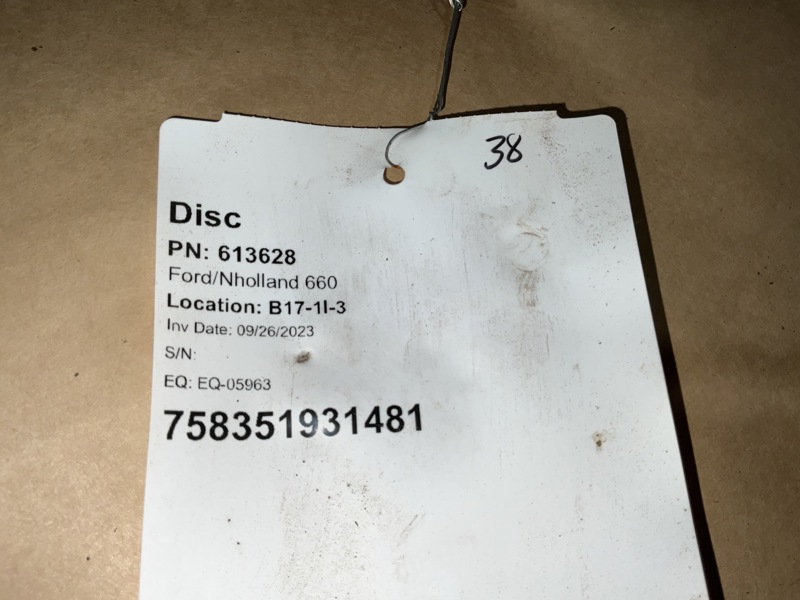 38
Disc
PN: 613628
Ford/Nholland 660
Location: B17-1I-3
Inv Date: 09/26/2023
S/N:
EQ: EQ-05963
758351931481